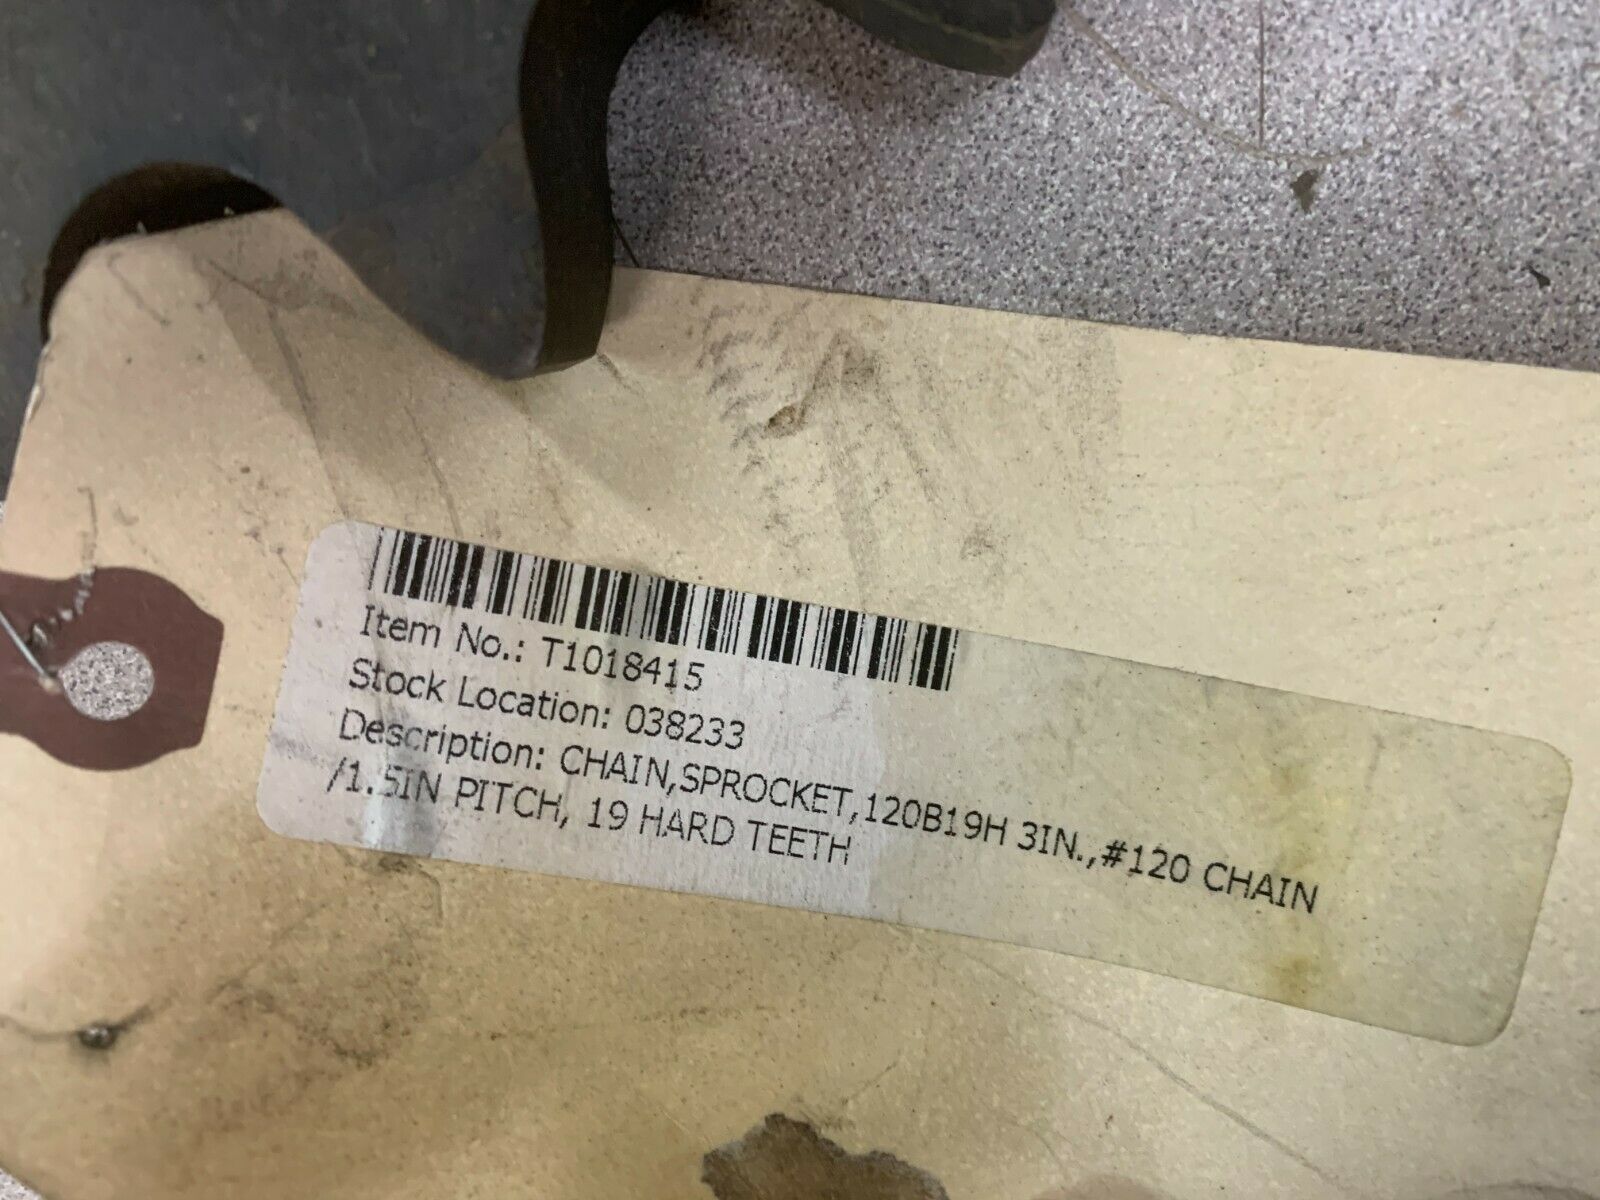 Item No.: T1018415
Stock Location: 038233
Description: CHAIN,SPROCKET,120B19H 3IN.,#120 CHAIN
/1.5IN PITCH, 19 HARD TEETH